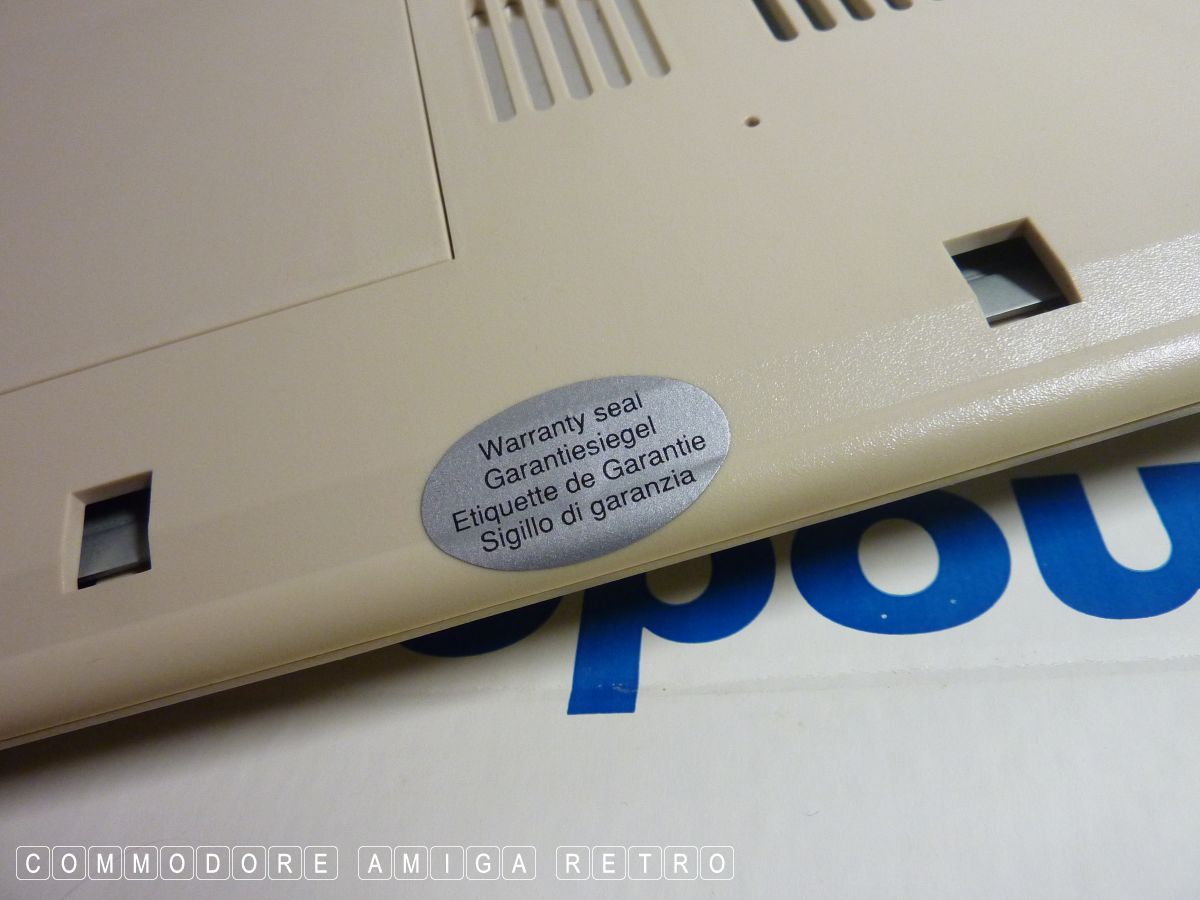 Warranty seal
Garantiesiegel
Etiquette de Garantie
Sigillo di garanzia
COMMODORE AMIGA RETRO